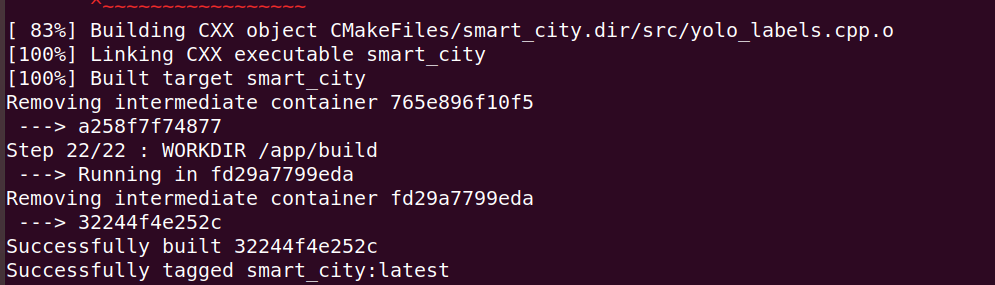 ^~~~~~~~~~~~~~~~~~
[ 83%] Building CXX object CMakeFiles/smart_city.dir/src/yolo_labels.cpp.o
[100%] Linking CXX executable smart_city
[100%] Built target smart_city
Removing intermediate container 765e896f10f5
 ---> a258f7f74877
Step 22/22 : WORKDIR /app/build
 ---> Running in fd29a7799eda
Removing intermediate container fd29a7799eda
 ---> 32244f4e252c
Successfully built 32244f4e252c
Successfully tagged smart_city:latest